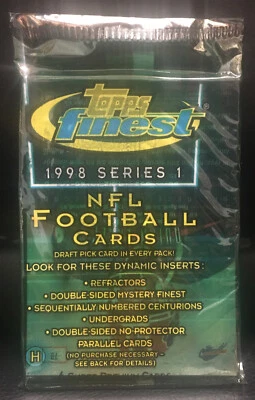 Topps
finest®
1998 SERIES 1
NFL
FOOTBALL
CARDS
DRAFT PICK CARD IN EVERY PACK!
LOOK FOR THESE DYNAMIC INSERTS:
• REFRACTORS
• DOUBLE-SIDED MYSTERY FINEST
• SEQUENTIALLY NUMBERED CENTURIONS
• UNDERGRADS
• DOUBLE-SIDED NO-PROTECTOR
PARALLEL CARDS
(NO PURCHASE NECESSARY -
SEE BACK FOR DETAILS)
H